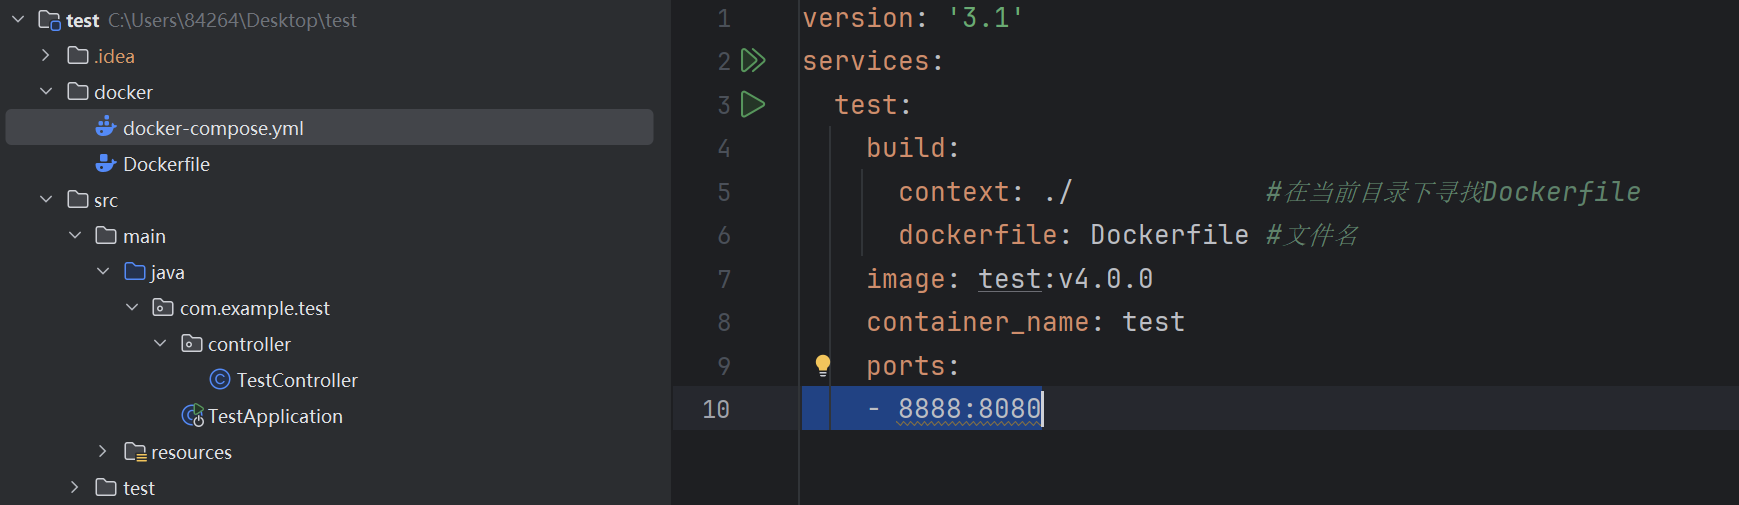 test C:\Users\84264\Desktop\test
.idea
docker
docker-compose.yml
Dockerfile
src
main
java
com.example.test
controller
TestController
TestApplication
resources
test
1 version: '3.1'
2 services:
3 test:
4 build:
5 context: ./ #在当前目录下寻找Dockerfile
6 dockerfile: Dockerfile #文件名
7 image: test:v4.0.0
8 container_name: test
9 ports:
10 - 8888:8080